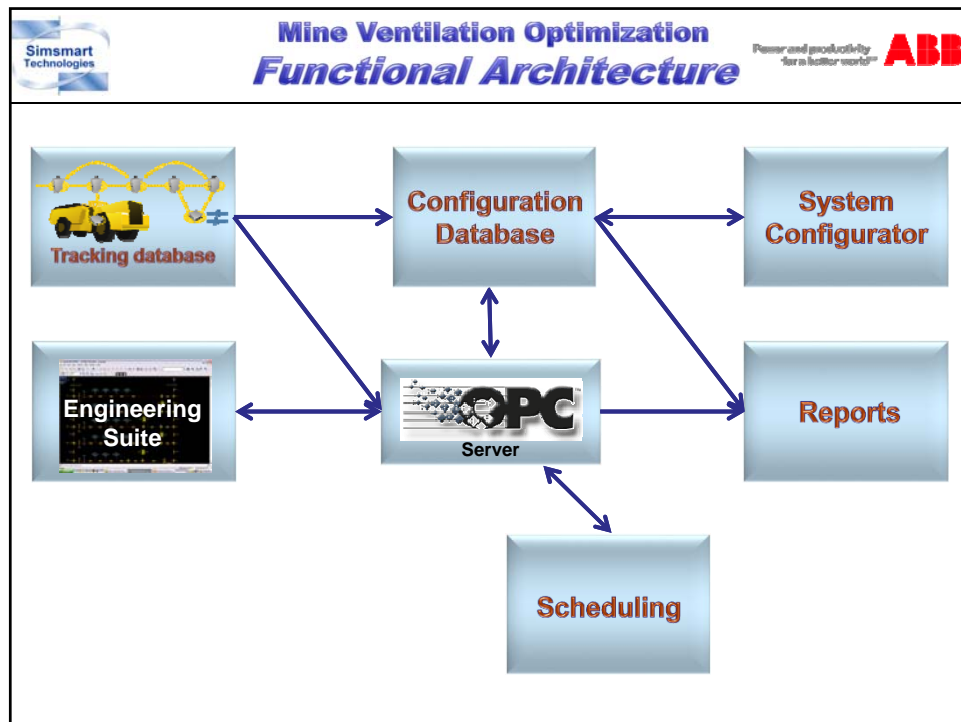 Simsmart
Technologies
Mine Ventilation Optimization
Functional Architecture
Power and productivity
for a better world™
ABB
Tracking database
Configuration
Database
System
Configurator
Engineering
Suite
OPC
Server
Reports
Scheduling